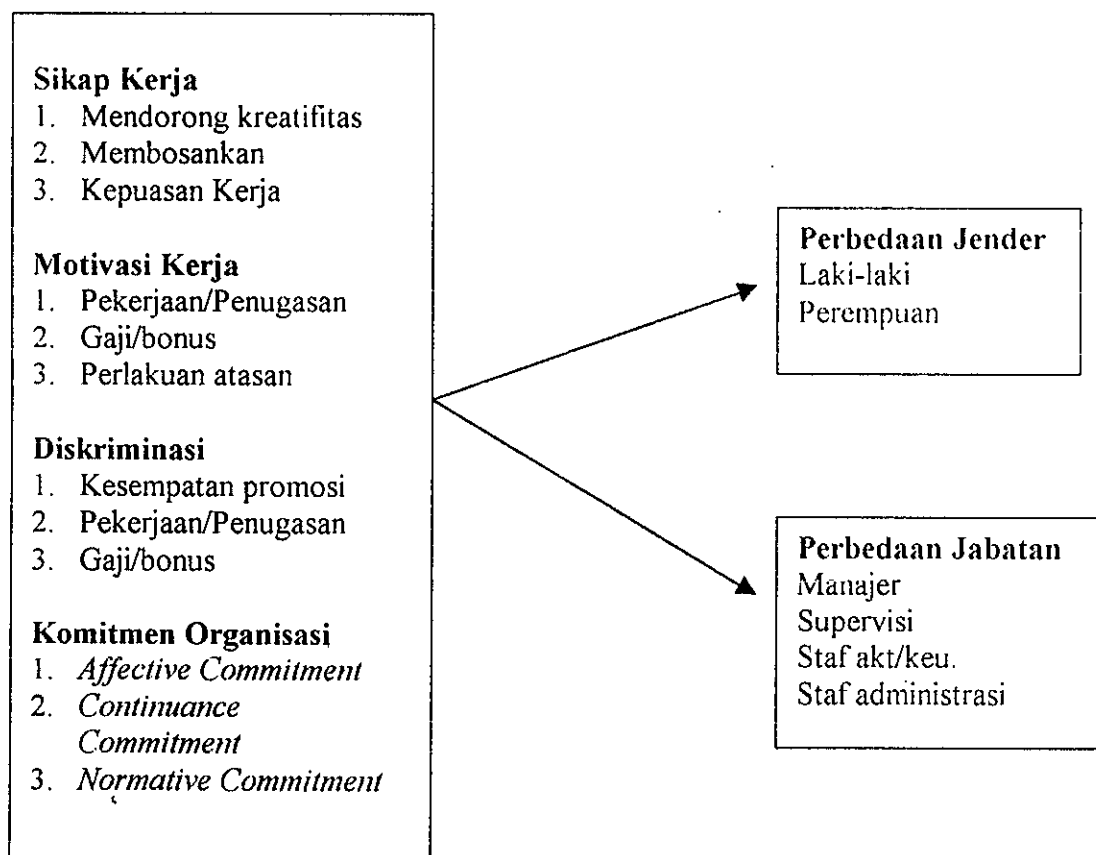 Sikap Kerja
1. Mendorong kreatifitas
2. Membosankan
3. Kepuasan Kerja
Motivasi Kerja
1. Pekerjaan/Penugasan
2. Gaji/bonus
3. Perlakuan atasan
Diskriminasi
1. Kesempatan promosi
2. Pekerjaan/Penugasan
3. Gaji/bonus
Komitmen Organisasi
1. Affective Commitment
2. Continuance
Commitment
3. Normative Commitment
Perbedaan Jender
Laki-laki
Perempuan
Perbedaan Jabatan
Manajer
Supervisi
Staf akt/keu.
Staf administrasi